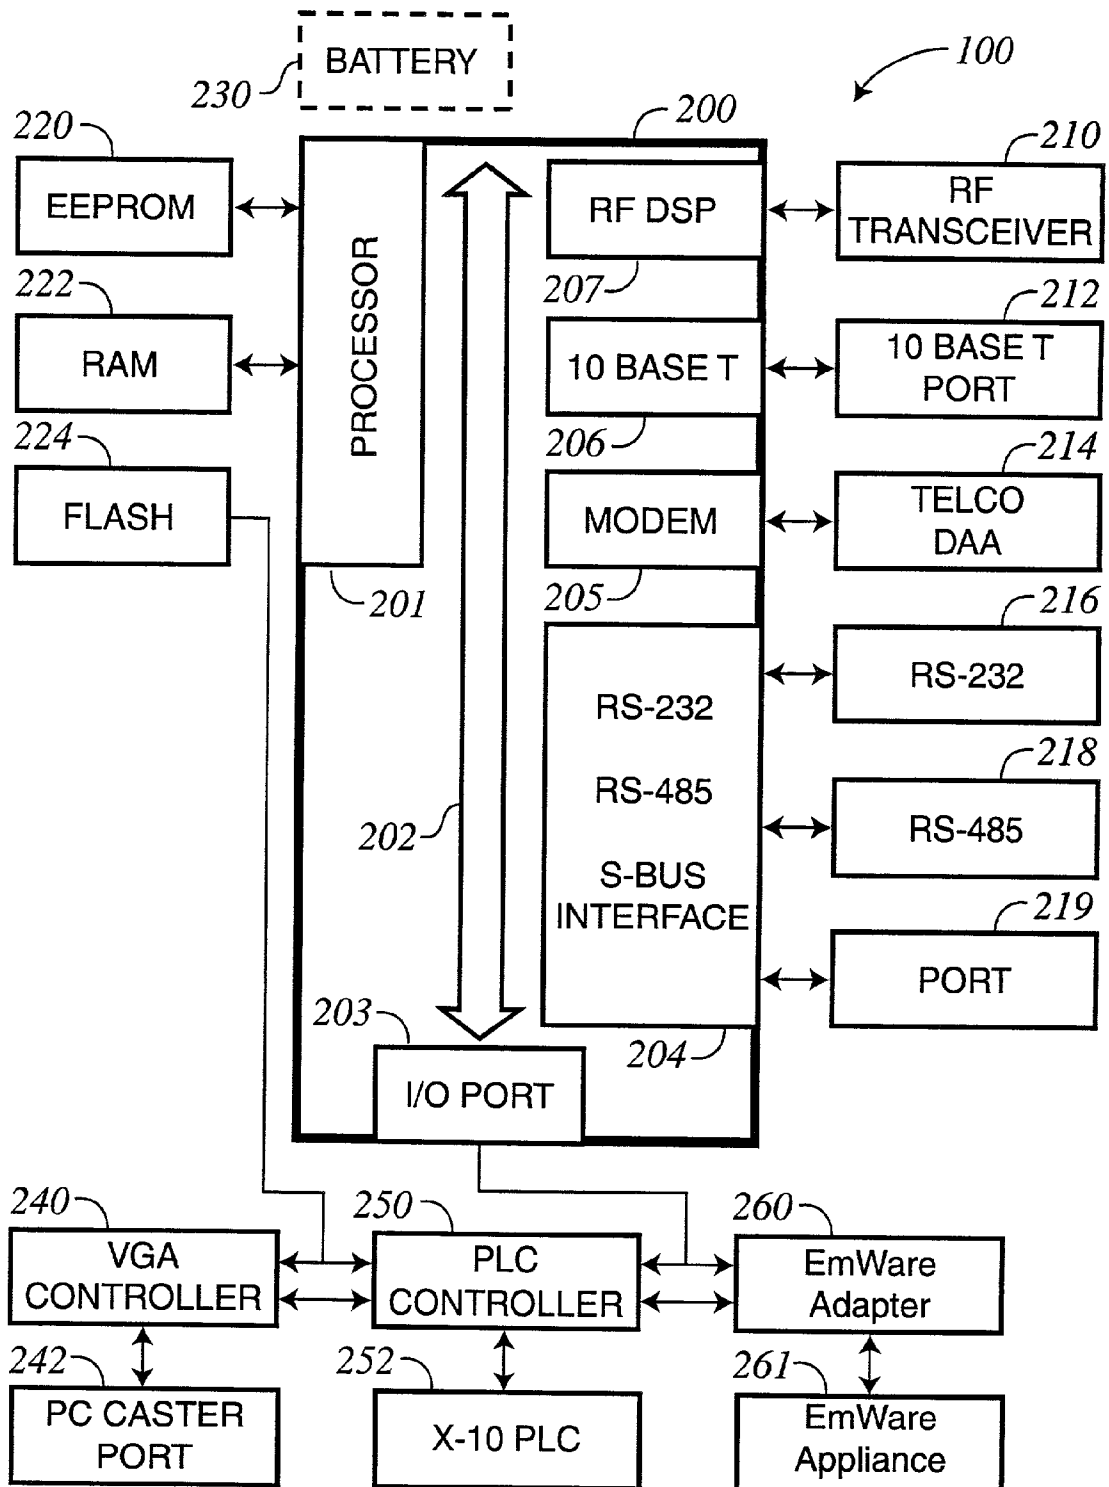 BATTERY
230
100
200
220
EEPROM
210
RF
TRANSCEIVER
RF DSP
207
PROCESSOR
222
RAM
212
10 BASE T
PORT
10 BASE T
206
224
FLASH
214
TELCO
DAA
MODEM
205
201
216
RS-232
RS-232
RS-485
S-BUS
INTERFACE
218
RS-485
202
219
PORT
203
204
I/O PORT
240
VGA
CONTROLLER
250
PLC
CONTROLLER
260
EmWare
Adapter
242
PC CASTER
PORT
252
X-10 PLC
261
EmWare
Appliance